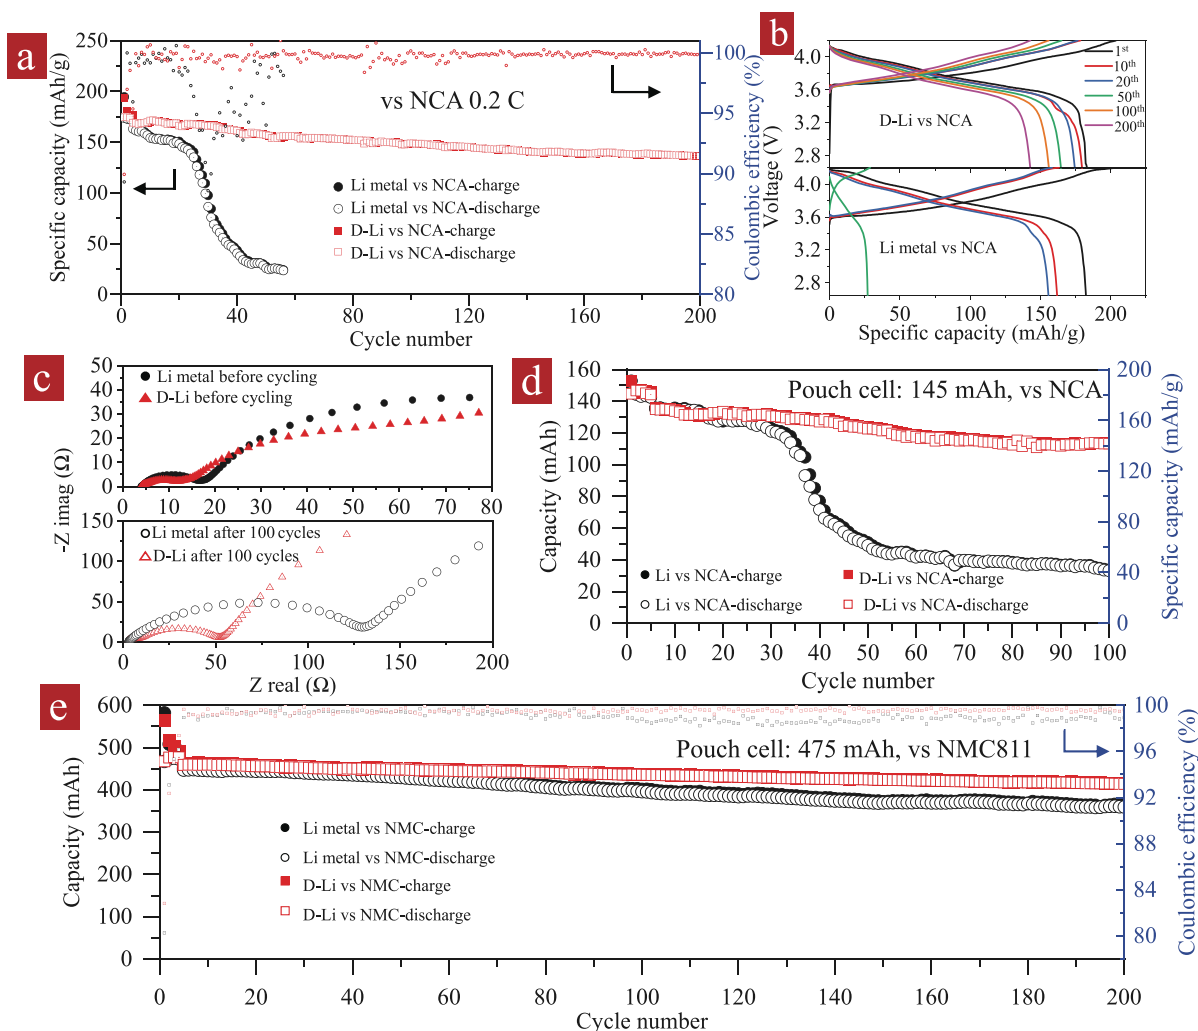 a
250
200
150
100
50
0
Specific capacity (mAh/g)
vs NCA 0.2 C
Li metal vs NCA-charge
Li metal vs NCA-discharge
D-Li vs NCA-charge
D-Li vs NCA-discharge
100
95
90
85
80
Coulombic efficiency (%)
0 40 80 120 160 200
Cycle number
b
4.2
3.6
2.8
4.2
3.6
2.8
Voltage (V)
1st
10th
20th
50th
100th
200th
D-Li vs NCA
Li metal vs NCA
0 50 100 150 200
Specific capacity (mAh/g)
c
50
40
30
20
10
0
Li metal before cycling
D-Li before cycling
0 10 20 30 40 50 60 70 80
-Z imag (Ω)
150
100
50
0
Li metal after 100 cycles
D-Li after 100 cycles
0 50 100 150 200
Z real (Ω)
d
160
140
120
100
80
60
40
20
0
Capacity (mAh)
Pouch cell: 145 mAh, vs NCA
Li vs NCA-charge
Li vs NCA-discharge
D-Li vs NCA-charge
D-Li vs NCA-discharge
200
160
120
80
40
0
Specific capacity (mAh/g)
0 10 20 30 40 50 60 70 80 90 100
Cycle number
e
600
500
400
300
200
100
0
Capacity (mAh)
Pouch cell: 475 mAh, vs NMC811
Li metal vs NMC-charge
Li metal vs NMC-discharge
D-Li vs NMC-charge
D-Li vs NMC-discharge
100
96
92
90
88
84
80
78
Coulombic efficiency (%)
0 20 40 60 80 100 120 140 160 180 200
Cycle number